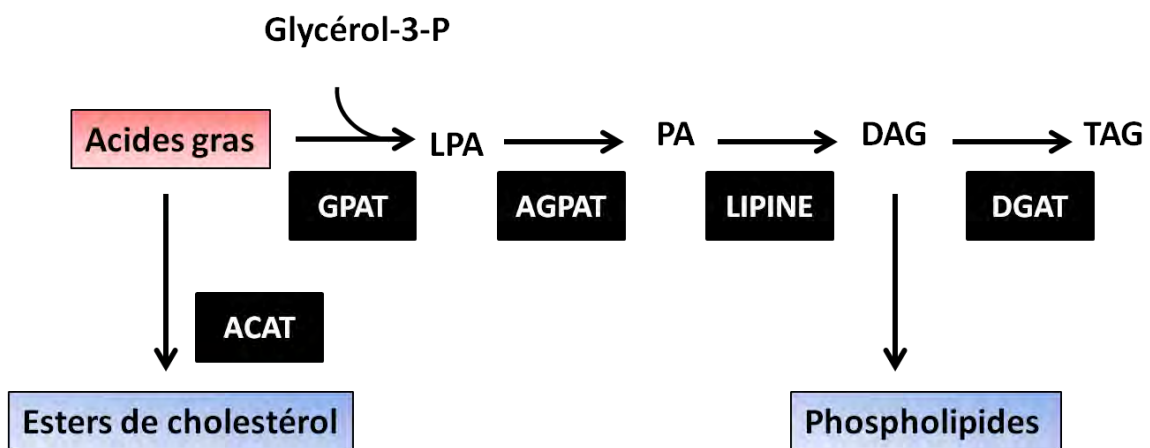 Glycérol-3-P
Acides gras
LPA
PA
DAG
TAG
GPAT
AGPAT
LIPINE
DGAT
ACAT
Esters de cholestérol
Phospholipides